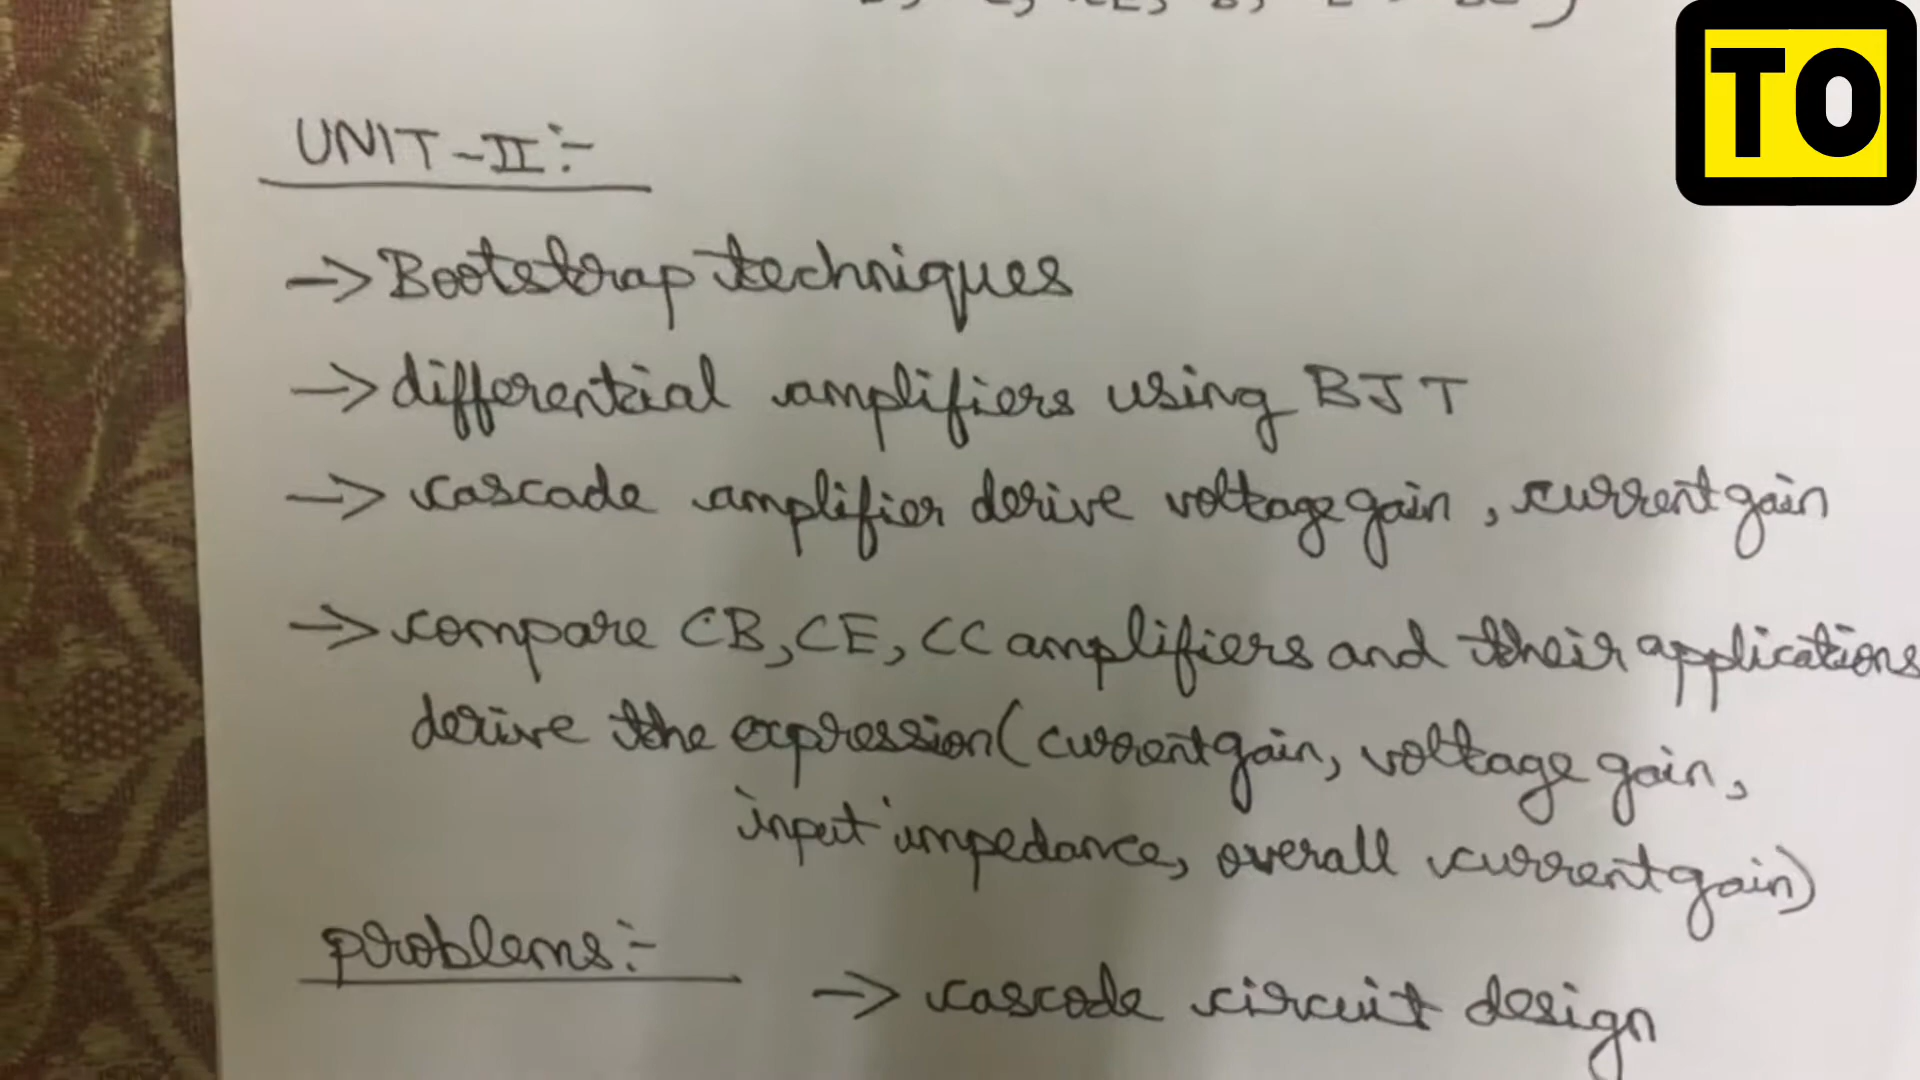 TO
UNIT-II:-
-> Bootstrap techniques
-> differential amplifiers using BJT
-> cascade amplifier derive voltage gain, current gain
-> compare CB, CE, CC amplifiers and their applications
derive the expression (current gain, voltage gain,
input impedance, overall current gain)
problems:-
-> cascode circuit design